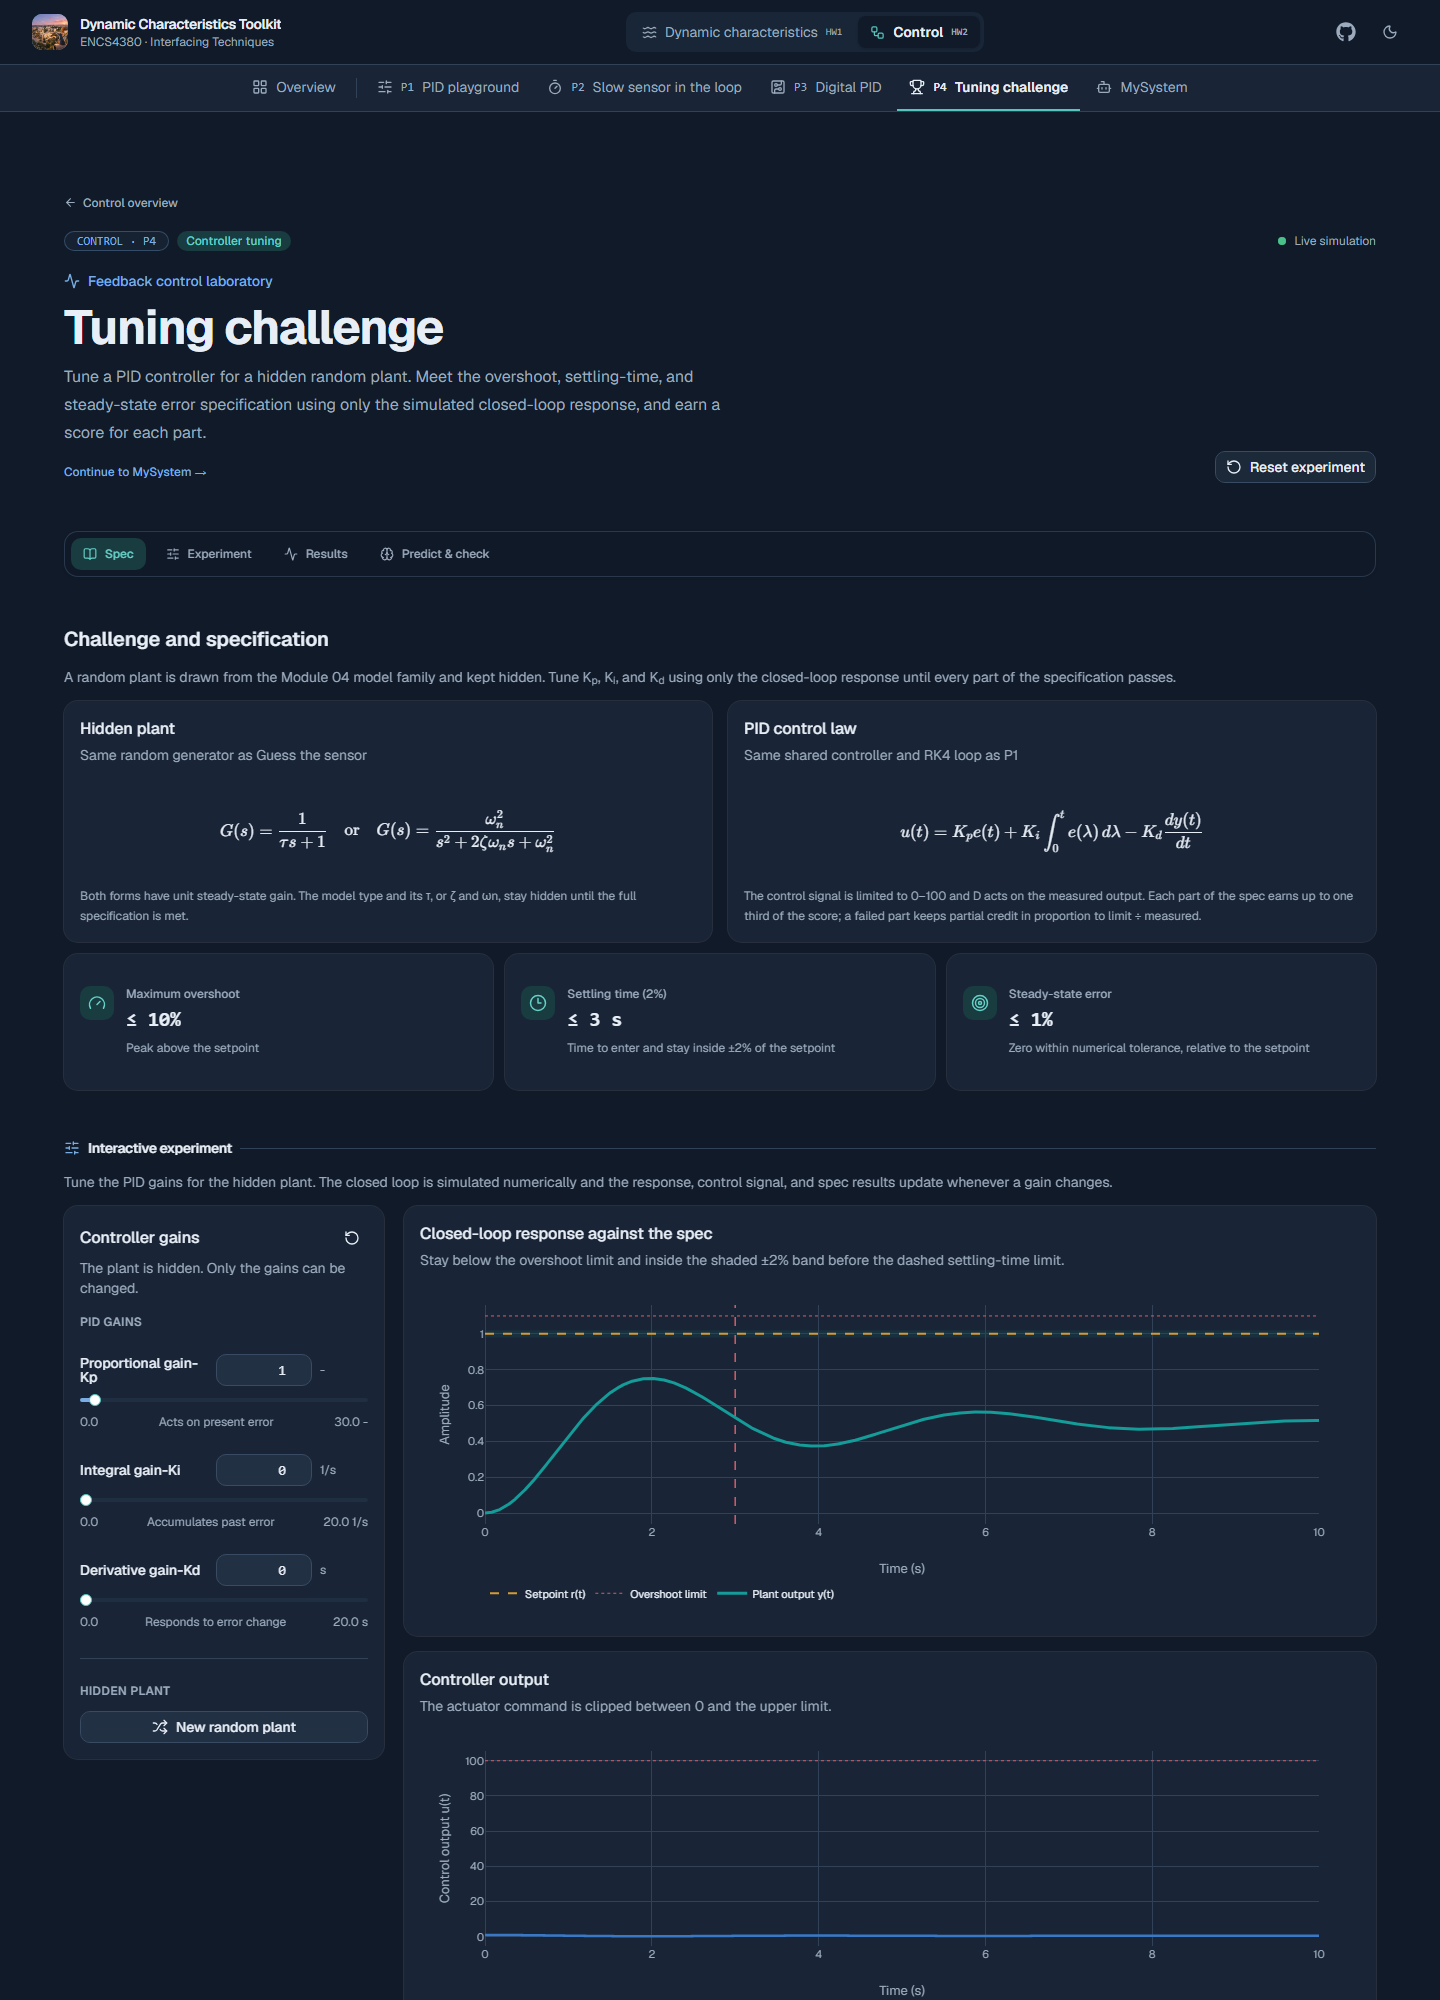 Dynamic Characteristics Toolkit
ENCS4380 · Interfacing Techniques
Dynamic characteristics HW1
Control HW2
Overview
P1 PID playground
P2 Slow sensor in the loop
P3 Digital PID
P4 Tuning challenge
MySystem
← Control overview
CONTROL · P4
Controller tuning
Live simulation
Feedback control laboratory
Tuning challenge
Tune a PID controller for a hidden random plant. Meet the overshoot, settling-time, and
steady-state error specification using only the simulated closed-loop response, and earn a
score for each part.
Continue to MySystem →
Reset experiment
Spec
Experiment
Results
Predict & check
Challenge and specification
A random plant is drawn from the Module 04 model family and kept hidden. Tune Kₚ, Kᵢ, and K_d using only the closed-loop response until every part of the specification passes.
Hidden plant
Same random generator as Guess the sensor
G(s) = 1 / (τs + 1) or G(s) = ω_n^2 / (s^2 + 2ζω_n s + ω_n^2)
Both forms have unit steady-state gain. The model type and its τ, or ζ and ωn, stay hidden until the full
specification is met.
PID control law
Same shared controller and RK4 loop as P1
u(t) = K_p e(t) + K_i ∫_0^t e(λ) dλ − K_d dy(t)/dt
The control signal is limited to 0–100 and D acts on the measured output. Each part of the spec earns up to one
third of the score; a failed part keeps partial credit in proportion to limit ÷ measured.
Maximum overshoot
≤ 10%
Peak above the setpoint
Settling time (2%)
≤ 3 s
Time to enter and stay inside ±2% of the setpoint
Steady-state error
≤ 1%
Zero within numerical tolerance, relative to the setpoint
Interactive experiment
Tune the PID gains for the hidden plant. The closed loop is simulated numerically and the response, control signal, and spec results update whenever a gain changes.
Controller gains
The plant is hidden. Only the gains can be
changed.
PID GAINS
Proportional gain-
Kp
1 -
0.0 Acts on present error 30.0 -
Integral gain-Ki 0 1/s
0.0 Accumulates past error 20.0 1/s
Derivative gain-Kd 0 s
0.0 Responds to error change 20.0 s
HIDDEN PLANT
New random plant
Closed-loop response against the spec
Stay below the overshoot limit and inside the shaded ±2% band before the dashed settling-time limit.
1
0.8
0.6
0.4
0.2
0
Amplitude
0 2 4 6 8 10
Time (s)
Setpoint r(t) Overshoot limit Plant output y(t)
Controller output
The actuator command is clipped between 0 and the upper limit.
100
80
60
40
20
0
Control output u(t)
0 2 4 6 8 10
Time (s)